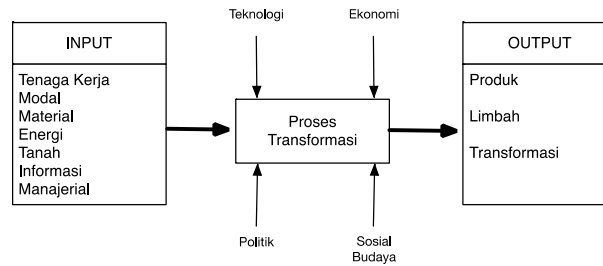 Teknologi
Ekonomi
INPUT
OUTPUT
Tenaga Kerja
Modal
Material
Energi
Tanah
Informasi
Manajerial
Proses
Transformasi
Produk
Limbah
Transformasi
Politik
Sosial
Budaya